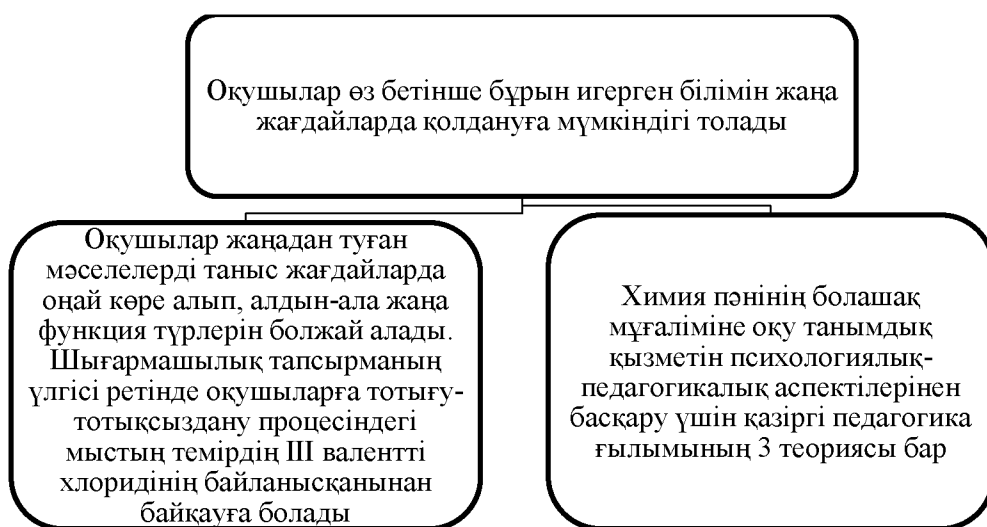 Оқушылар өз бетінше бұрын игерген білімін жаңа
жағдайларда қолдануға мүмкіндігі толады
Оқушылар жаңадан туған
мәселелерді таныс жағдайларда
оңай көре алып, алдын-ала жаңа
функция түрлерін болжай алады.
Шығармашылық тапсырманың
үлгісі ретінде оқушыларға тотығу-
тотықсыздану процесіндегі
мыстың темірдің III валентті
хлоридінің байланысқанынан
байқауға болады
Химия пәнінің болашақ
мұғаліміне оқу танымдық
қызметін психологиялық-
педагогикалық аспектілерінен
басқару үшін қазіргі педагогика
ғылымының 3 теориясы бар